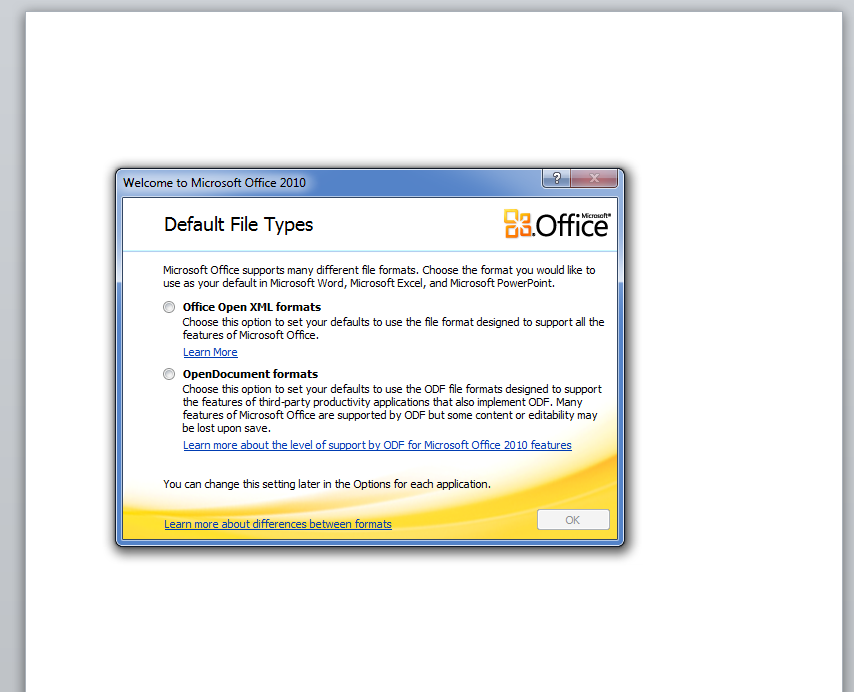 Welcome to Microsoft Office 2010
?
X
Default File Types
Microsoft®
Office
Microsoft Office supports many different file formats. Choose the format you would like to
use as your default in Microsoft Word, Microsoft Excel, and Microsoft PowerPoint.
Office Open XML formats
Choose this option to set your defaults to use the file format designed to support all the
features of Microsoft Office.
Learn More
OpenDocument formats
Choose this option to set your defaults to use the ODF file formats designed to support
the features of third-party productivity applications that also implement ODF. Many
features of Microsoft Office are supported by ODF but some content or editability may
be lost upon save.
Learn more about the level of support by ODF for Microsoft Office 2010 features
You can change this setting later in the Options for each application.
Learn more about differences between formats
OK